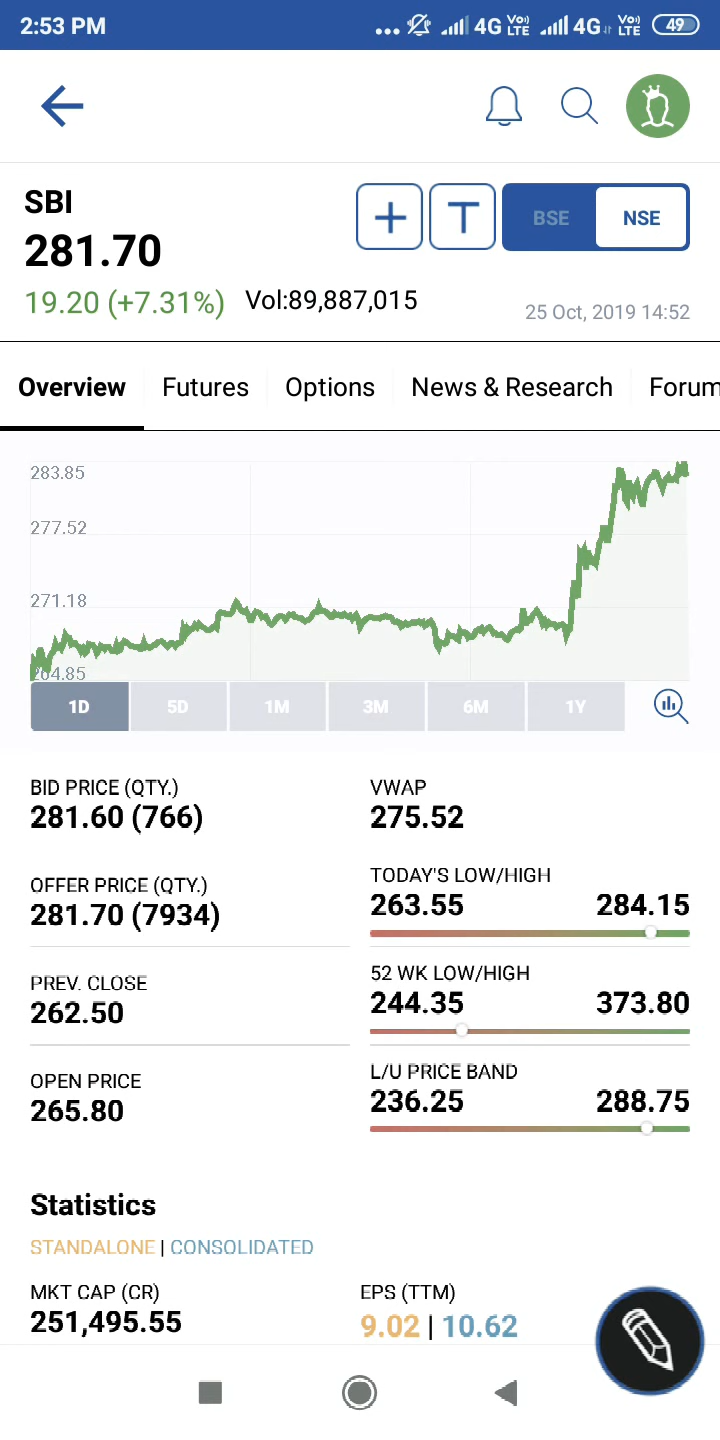 2:53 PM
4G Vo)) LTE 4G Vo)) LTE 49
SBI
281.70
19.20 (+7.31%) Vol:89,887,015
T
BSE NSE
25 Oct, 2019 14:52
Overview Futures Options News & Research Forum
283.85
277.52
271.18
264.85
1D 5D 1M 3M 6M 1Y
BID PRICE (QTY.)
281.60 (766)
VWAP
275.52
OFFER PRICE (QTY.)
281.70 (7934)
TODAY'S LOW/HIGH
263.55 284.15
PREV. CLOSE
262.50
52 WK LOW/HIGH
244.35 373.80
OPEN PRICE
265.80
L/U PRICE BAND
236.25 288.75
Statistics
STANDALONE | CONSOLIDATED
MKT CAP (CR)
251,495.55
EPS (TTM)
9.02 | 10.62